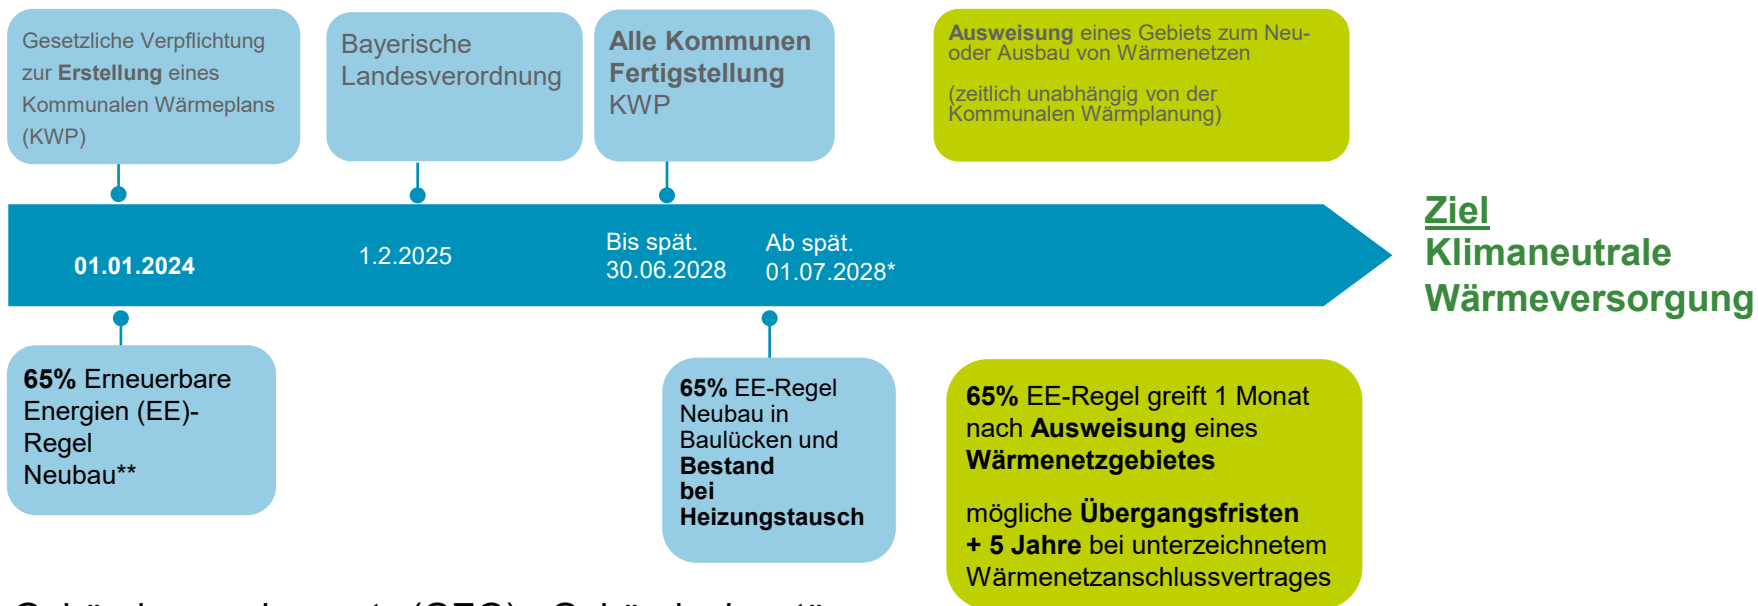 Gesetzliche Verpflichtung
zur Erstellung eines
Kommunalen Wärmeplans
(KWP)
Bayerische
Landesverordnung
Alle Kommunen
Fertigstellung
KWP
Ausweisung eines Gebiets zum Neu-
oder Ausbau von Wärmenetzen
(zeitlich unabhängig von der
Kommunalen Wärmplanung)
01.01.2024
1.2.2025
Bis spät.
30.06.2028
Ab spät.
01.07.2028*
Ziel
Klimaneutrale
Wärmeversorgung
65% Erneuerbare
Energien (EE)-
Regel
Neubau**
65% EE-Regel
Neubau in
Baulücken und
Bestand
bei
Heizungstausch
65% EE-Regel greift 1 Monat
nach Ausweisung eines
Wärmenetzgebietes
mögliche Übergangsfristen
+ 5 Jahre bei unterzeichnetem
Wärmenetzanschlussvertrages